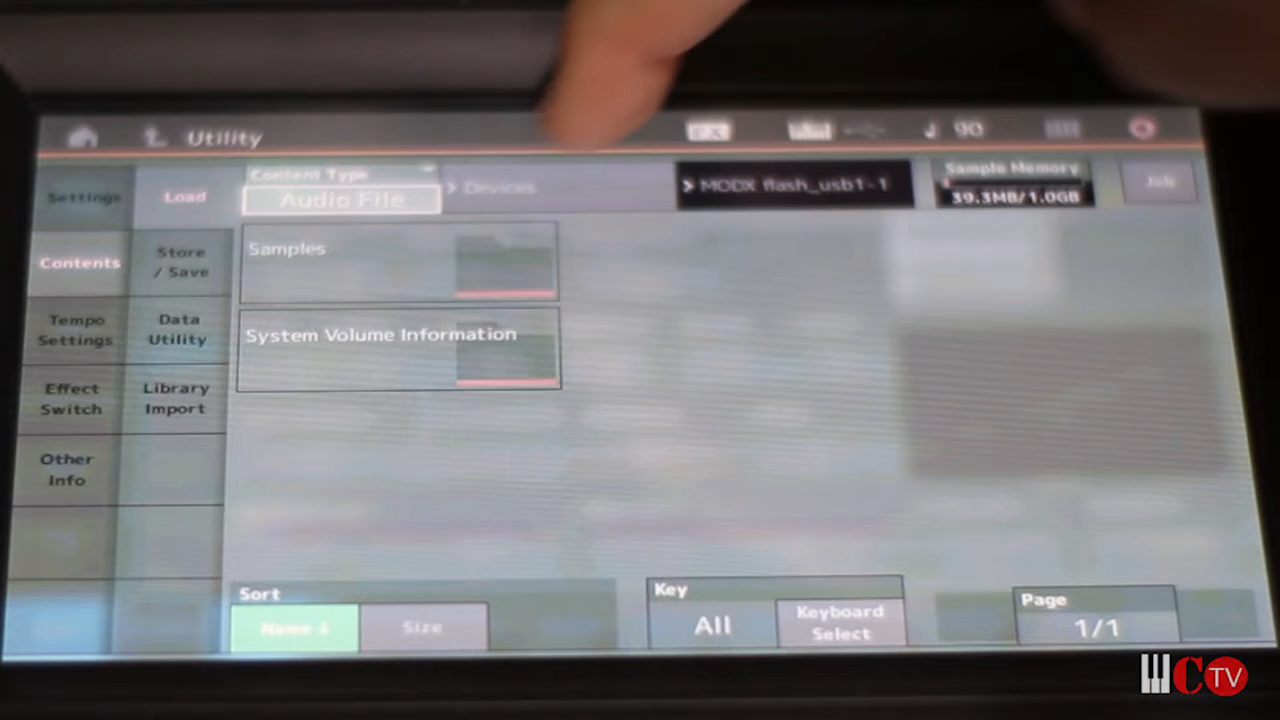 Utility
90
Settings
Load
Content Type
Audio File
> Devices
> MODX flash_usb1-1
Sample Memory
39.3MB/1.0GB
Job
Contents
Store
/ Save
Samples
Tempo
Settings
Data
Utility
System Volume Information
Effect
Switch
Library
Import
Other
Info
Sort
Name
Size
Key
All
Keyboard
Select
Page
1/1
C TV